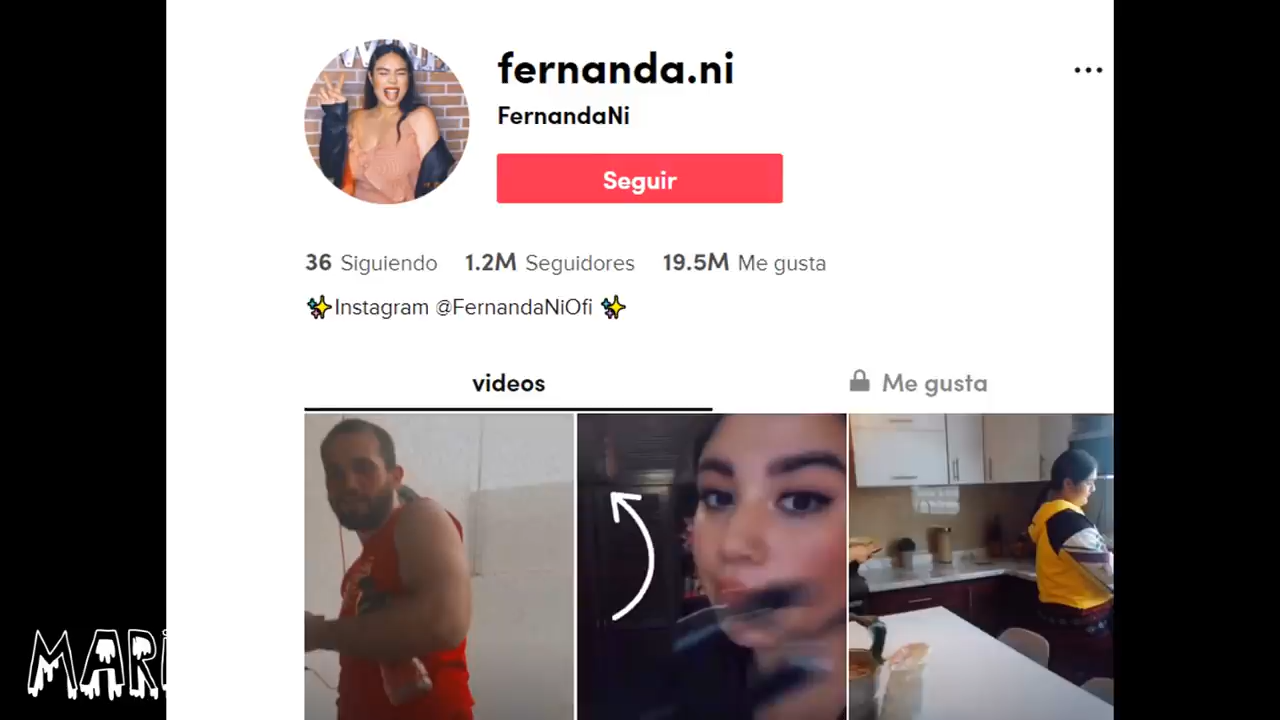 fernanda.ni
FernandaNi
Seguir
36 Siguiendo 1.2M Seguidores 19.5M Me gusta
✨Instagram @FernandaNiOfi ✨
videos
Me gusta
MARi